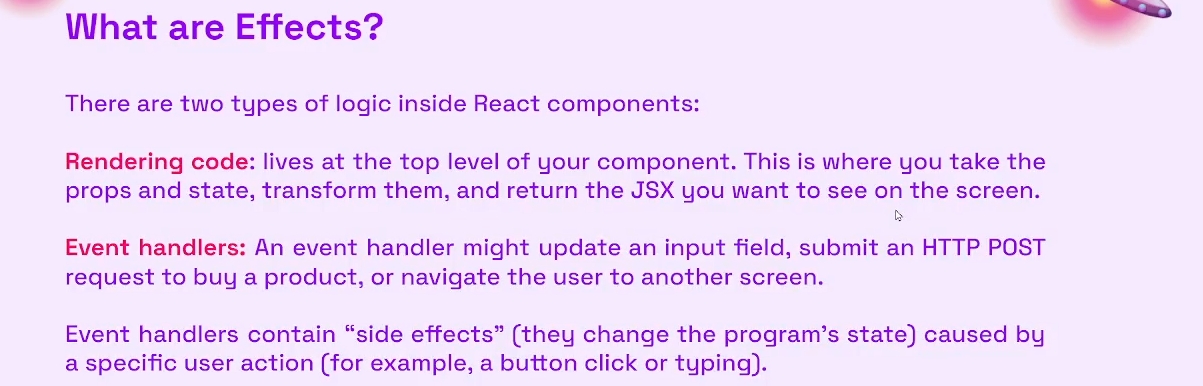 What are Effects?
There are two types of logic inside React components:
Rendering code: lives at the top level of your component. This is where you take the
props and state, transform them, and return the JSX you want to see on the screen.
Event handlers: An event handler might update an input field, submit an HTTP POST
request to buy a product, or navigate the user to another screen.
Event handlers contain “side effects” (they change the program’s state) caused by
a specific user action (for example, a button click or typing).